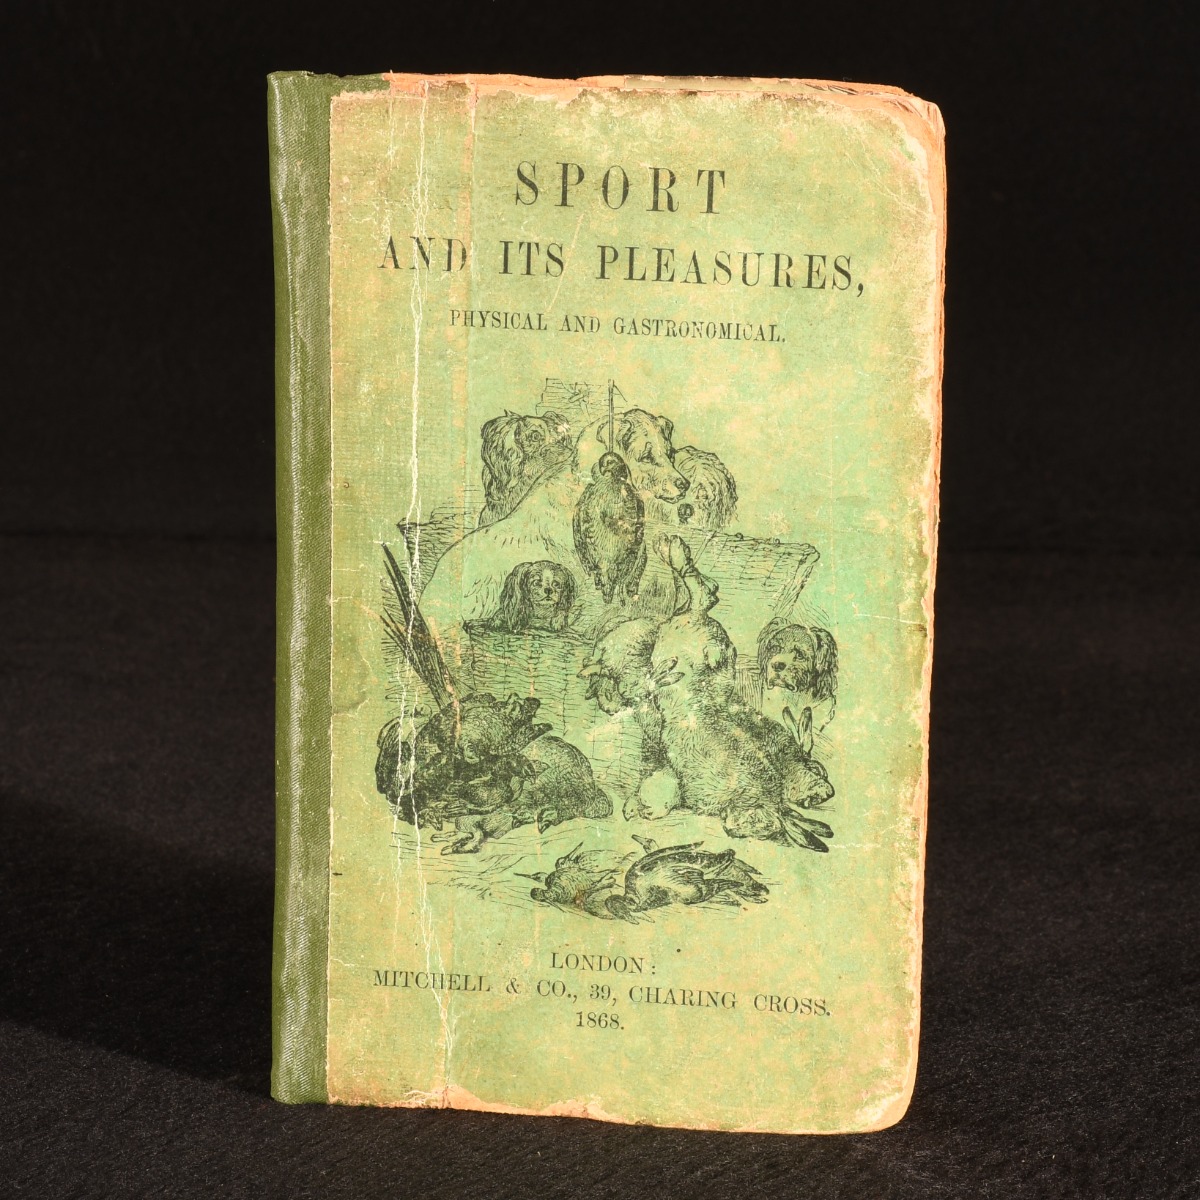 SPORT
AND ITS PLEASURES,
PHYSICAL AND GASTRONOMICAL.
LONDON:
MITCHELL & CO., 39, CHARING CROSS.
1868.